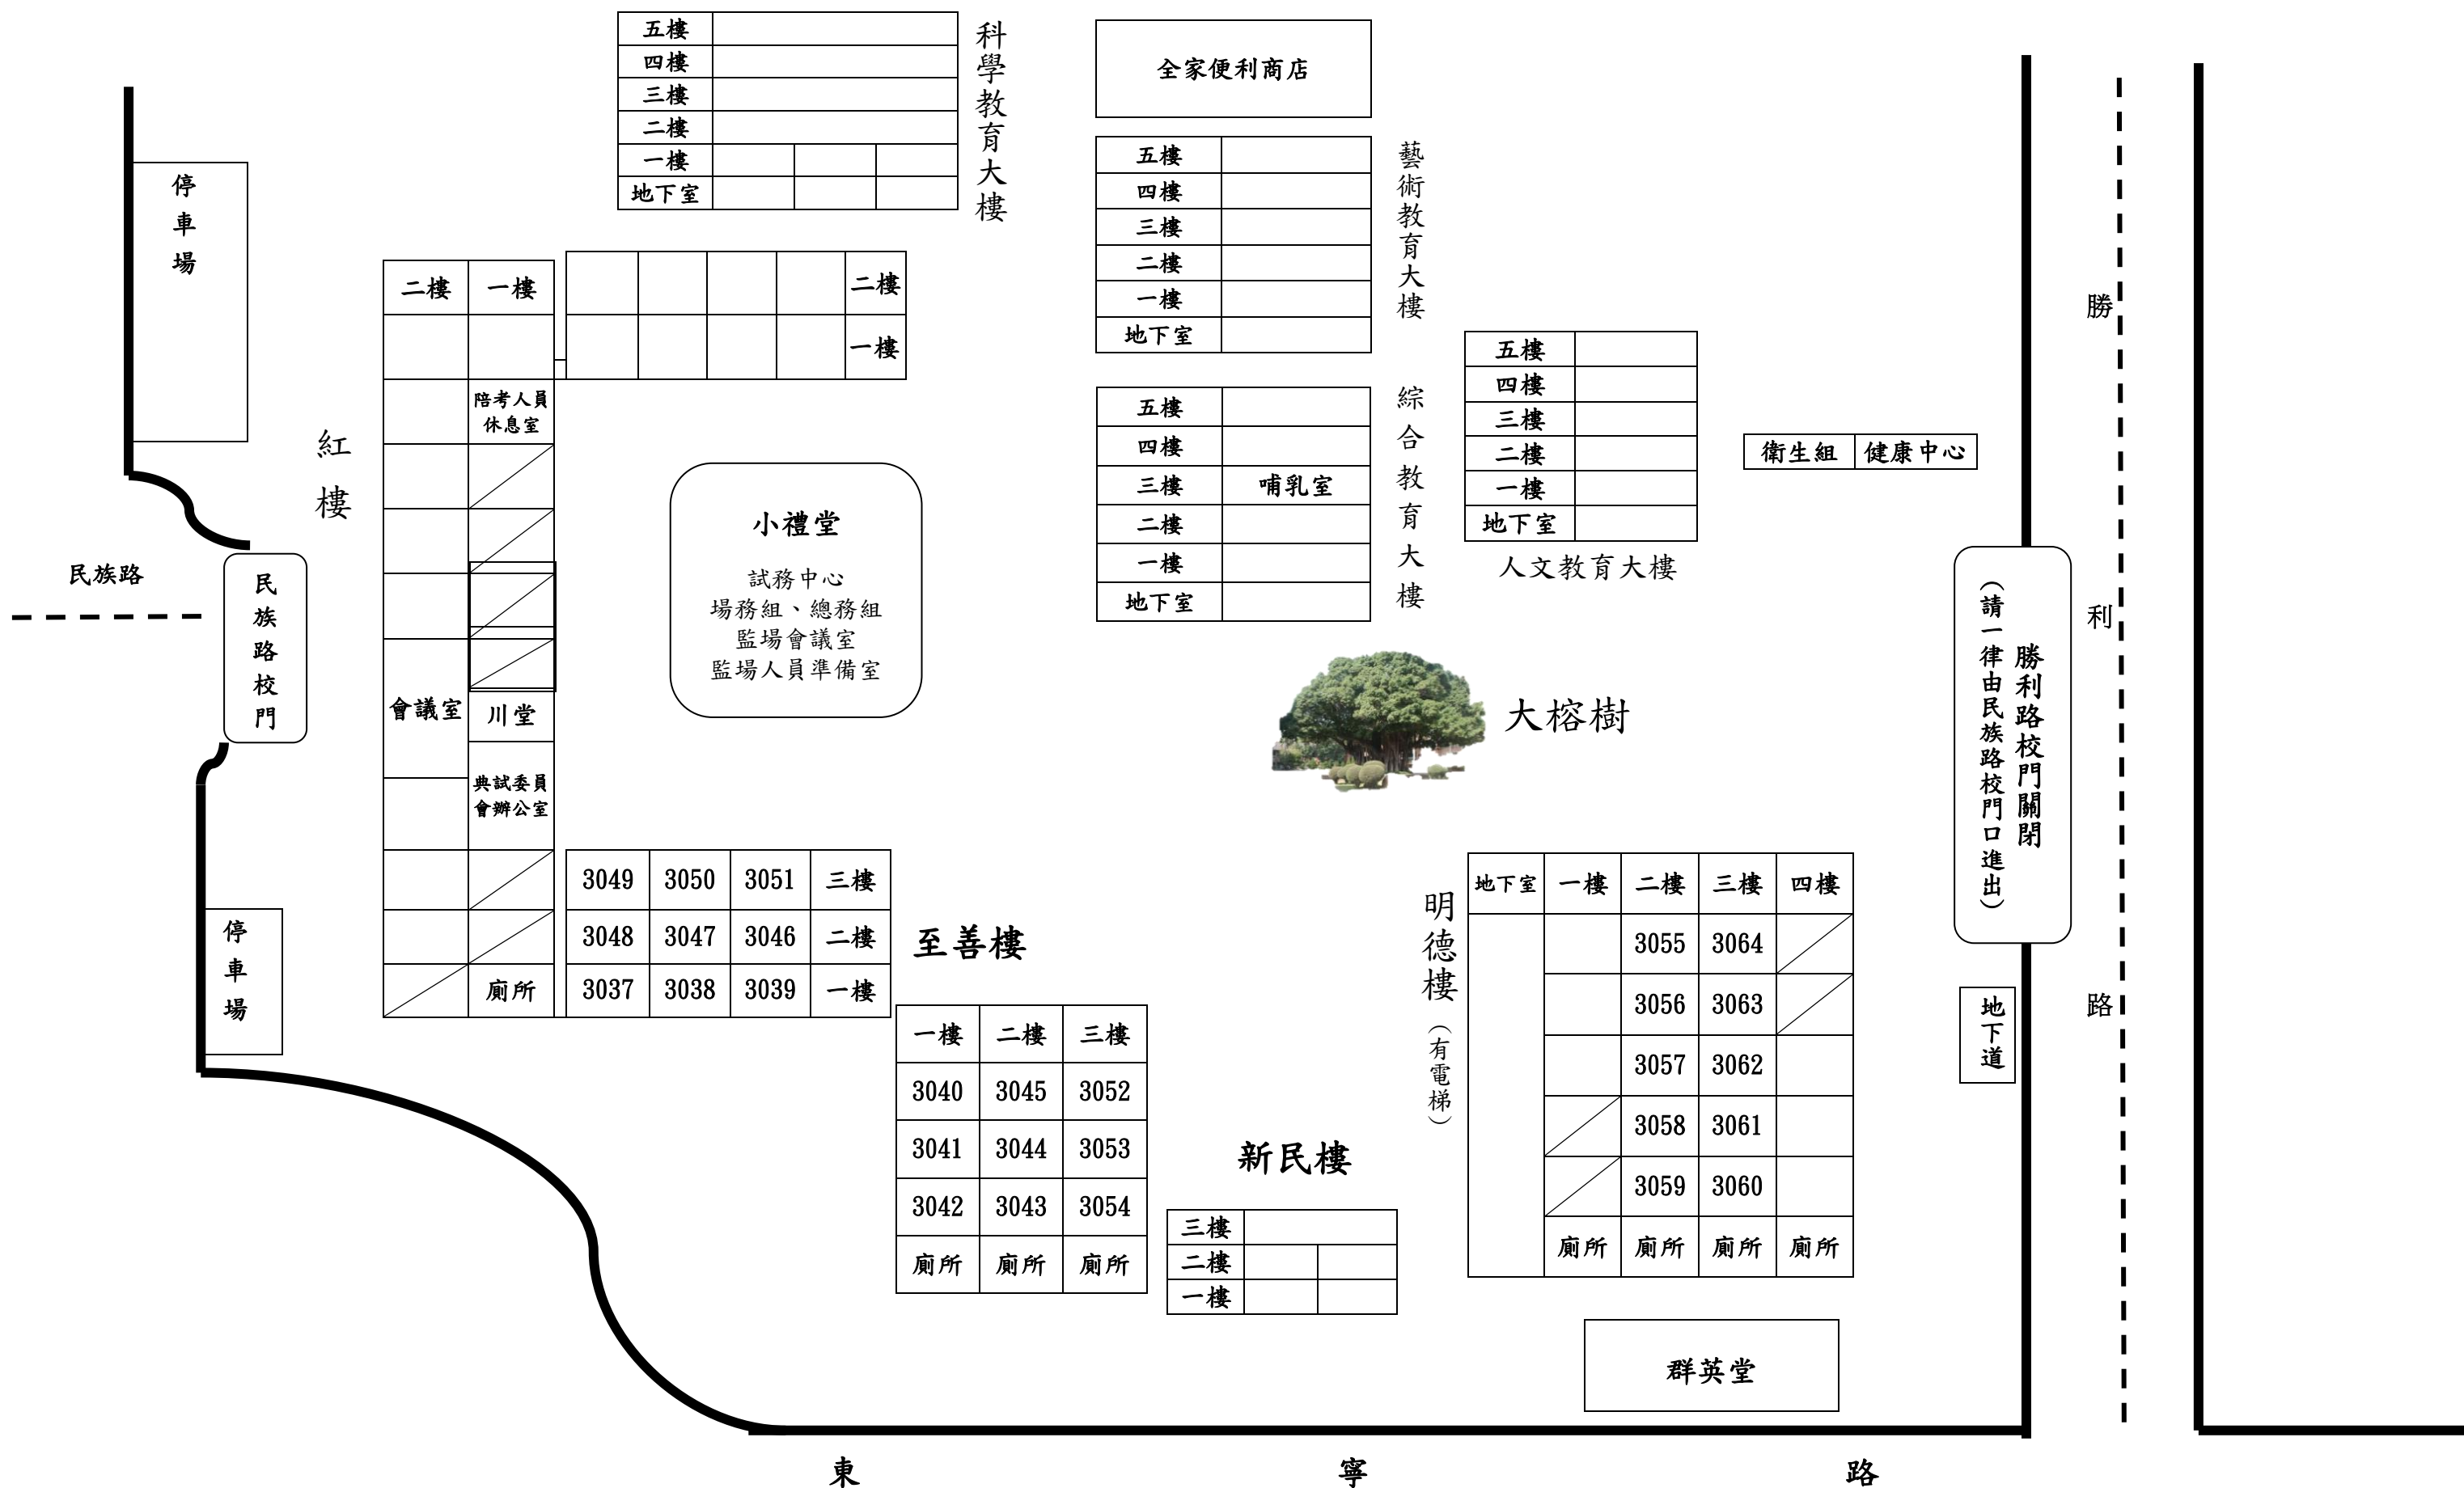 五樓
四樓
三樓
二樓
一樓
地下室
科學教育大樓
全家便利商店
五樓
四樓
三樓
二樓
一樓
地下室
藝術教育大樓
停車場
二樓 一樓
陪考人員
休息室
會議室
川堂
典試委員
會辦公室
廁所
紅樓
二樓
一樓
五樓
四樓
三樓 哺乳室
二樓
一樓
地下室
綜合教育大樓
五樓
四樓
三樓
二樓
一樓
地下室
人文教育大樓
衛生組 健康中心
小禮堂
試務中心
場務組、總務組
監場會議室
監場人員準備室
民族路
民族路校門
大榕樹
勝利路校門關閉
（請一律由民族路校門口進出）
勝利路
停車場
3049 3050 3051 三樓
3048 3047 3046 二樓
3037 3038 3039 一樓
至善樓
一樓 二樓 三樓
3040 3045 3052
3041 3044 3053
3042 3043 3054
廁所 廁所 廁所
新民樓
三樓
二樓
一樓
明德樓（有電梯）
地下室 一樓 二樓 三樓 四樓
3055 3064
3056 3063
3057 3062
3058 3061
3059 3060
廁所 廁所 廁所 廁所
地下道
群英堂
東寧路